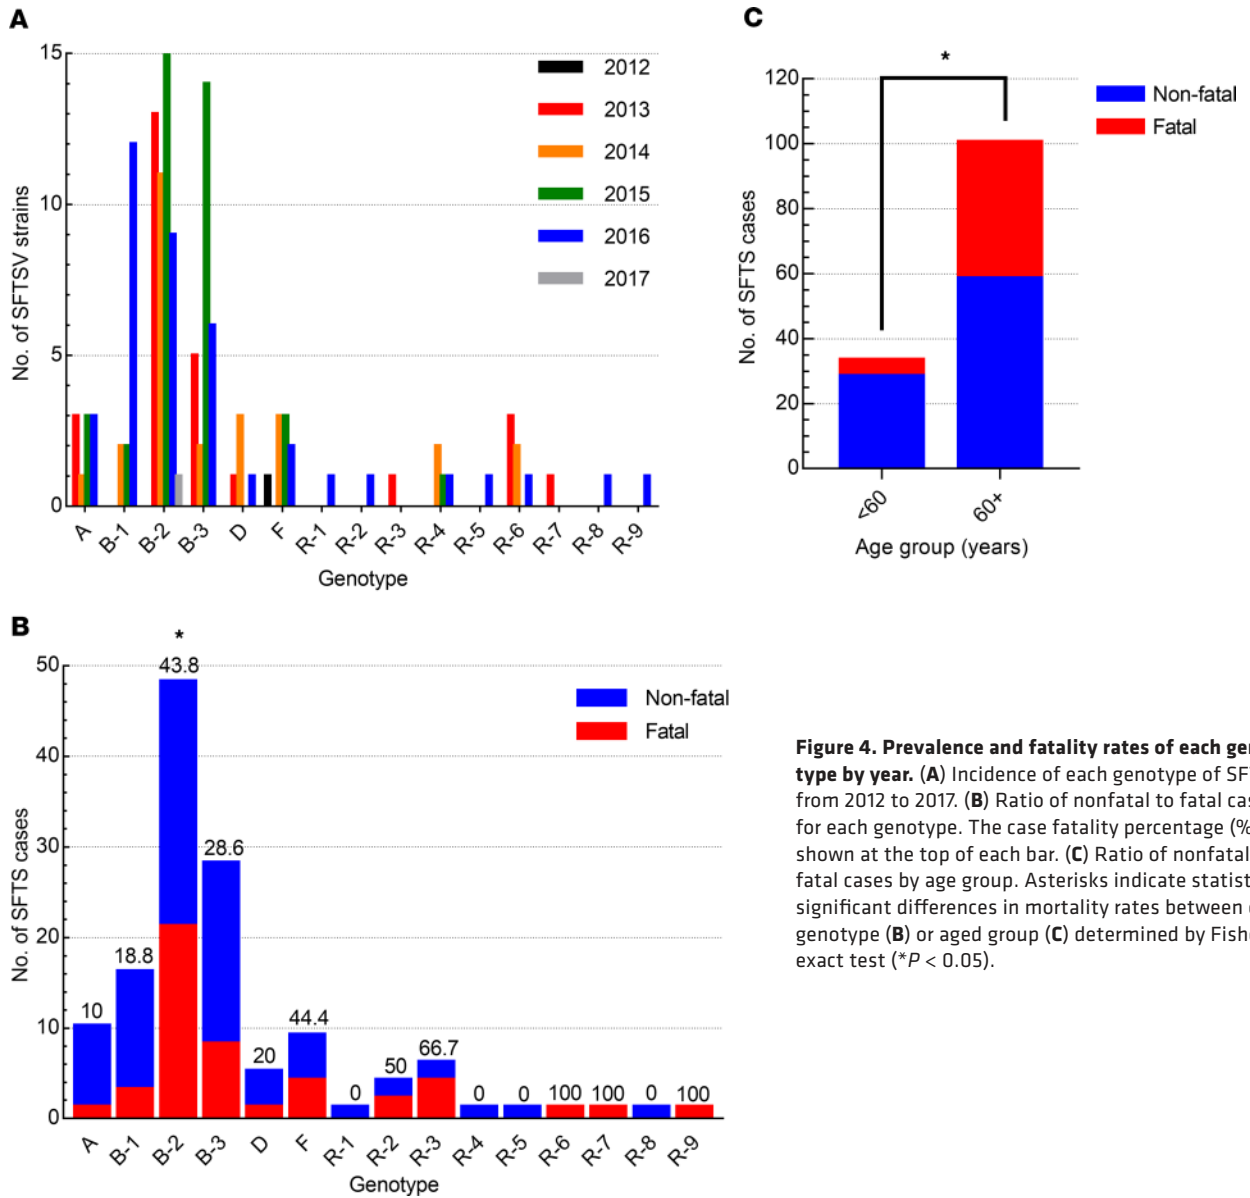 A
15
10
5
0
No. of SFTSV strains
2012
2013
2014
2015
2016
2017
A B-1 B-2 B-3 D F R-1 R-2 R-3 R-4 R-5 R-6 R-7 R-8 R-9
Genotype
C
*
120
100
80
60
40
20
0
No. of SFTS cases
Non-fatal
Fatal
<60 60+
Age group (years)
B
*
50
40
30
20
10
0
No. of SFTS cases
Non-fatal
Fatal
10 18.8 43.8 28.6 20 44.4 0 50 66.7 0 0 100 100 0 100
A B-1 B-2 B-3 D F R-1 R-2 R-3 R-4 R-5 R-6 R-7 R-8 R-9
Genotype
Figure 4. Prevalence and fatality rates of each
type by year. (A) Incidence of each genotype of
from 2012 to 2017. (B) Ratio of nonfatal to fatal
for each genotype. The case fatality percentage (%
shown at the top of each bar. (C) Ratio of nonfatal
fatal cases by age group. Asterisks indicate
significant differences in mortality rates between
genotype (B) or aged group (C) determined by
exact test (*P < 0.05).